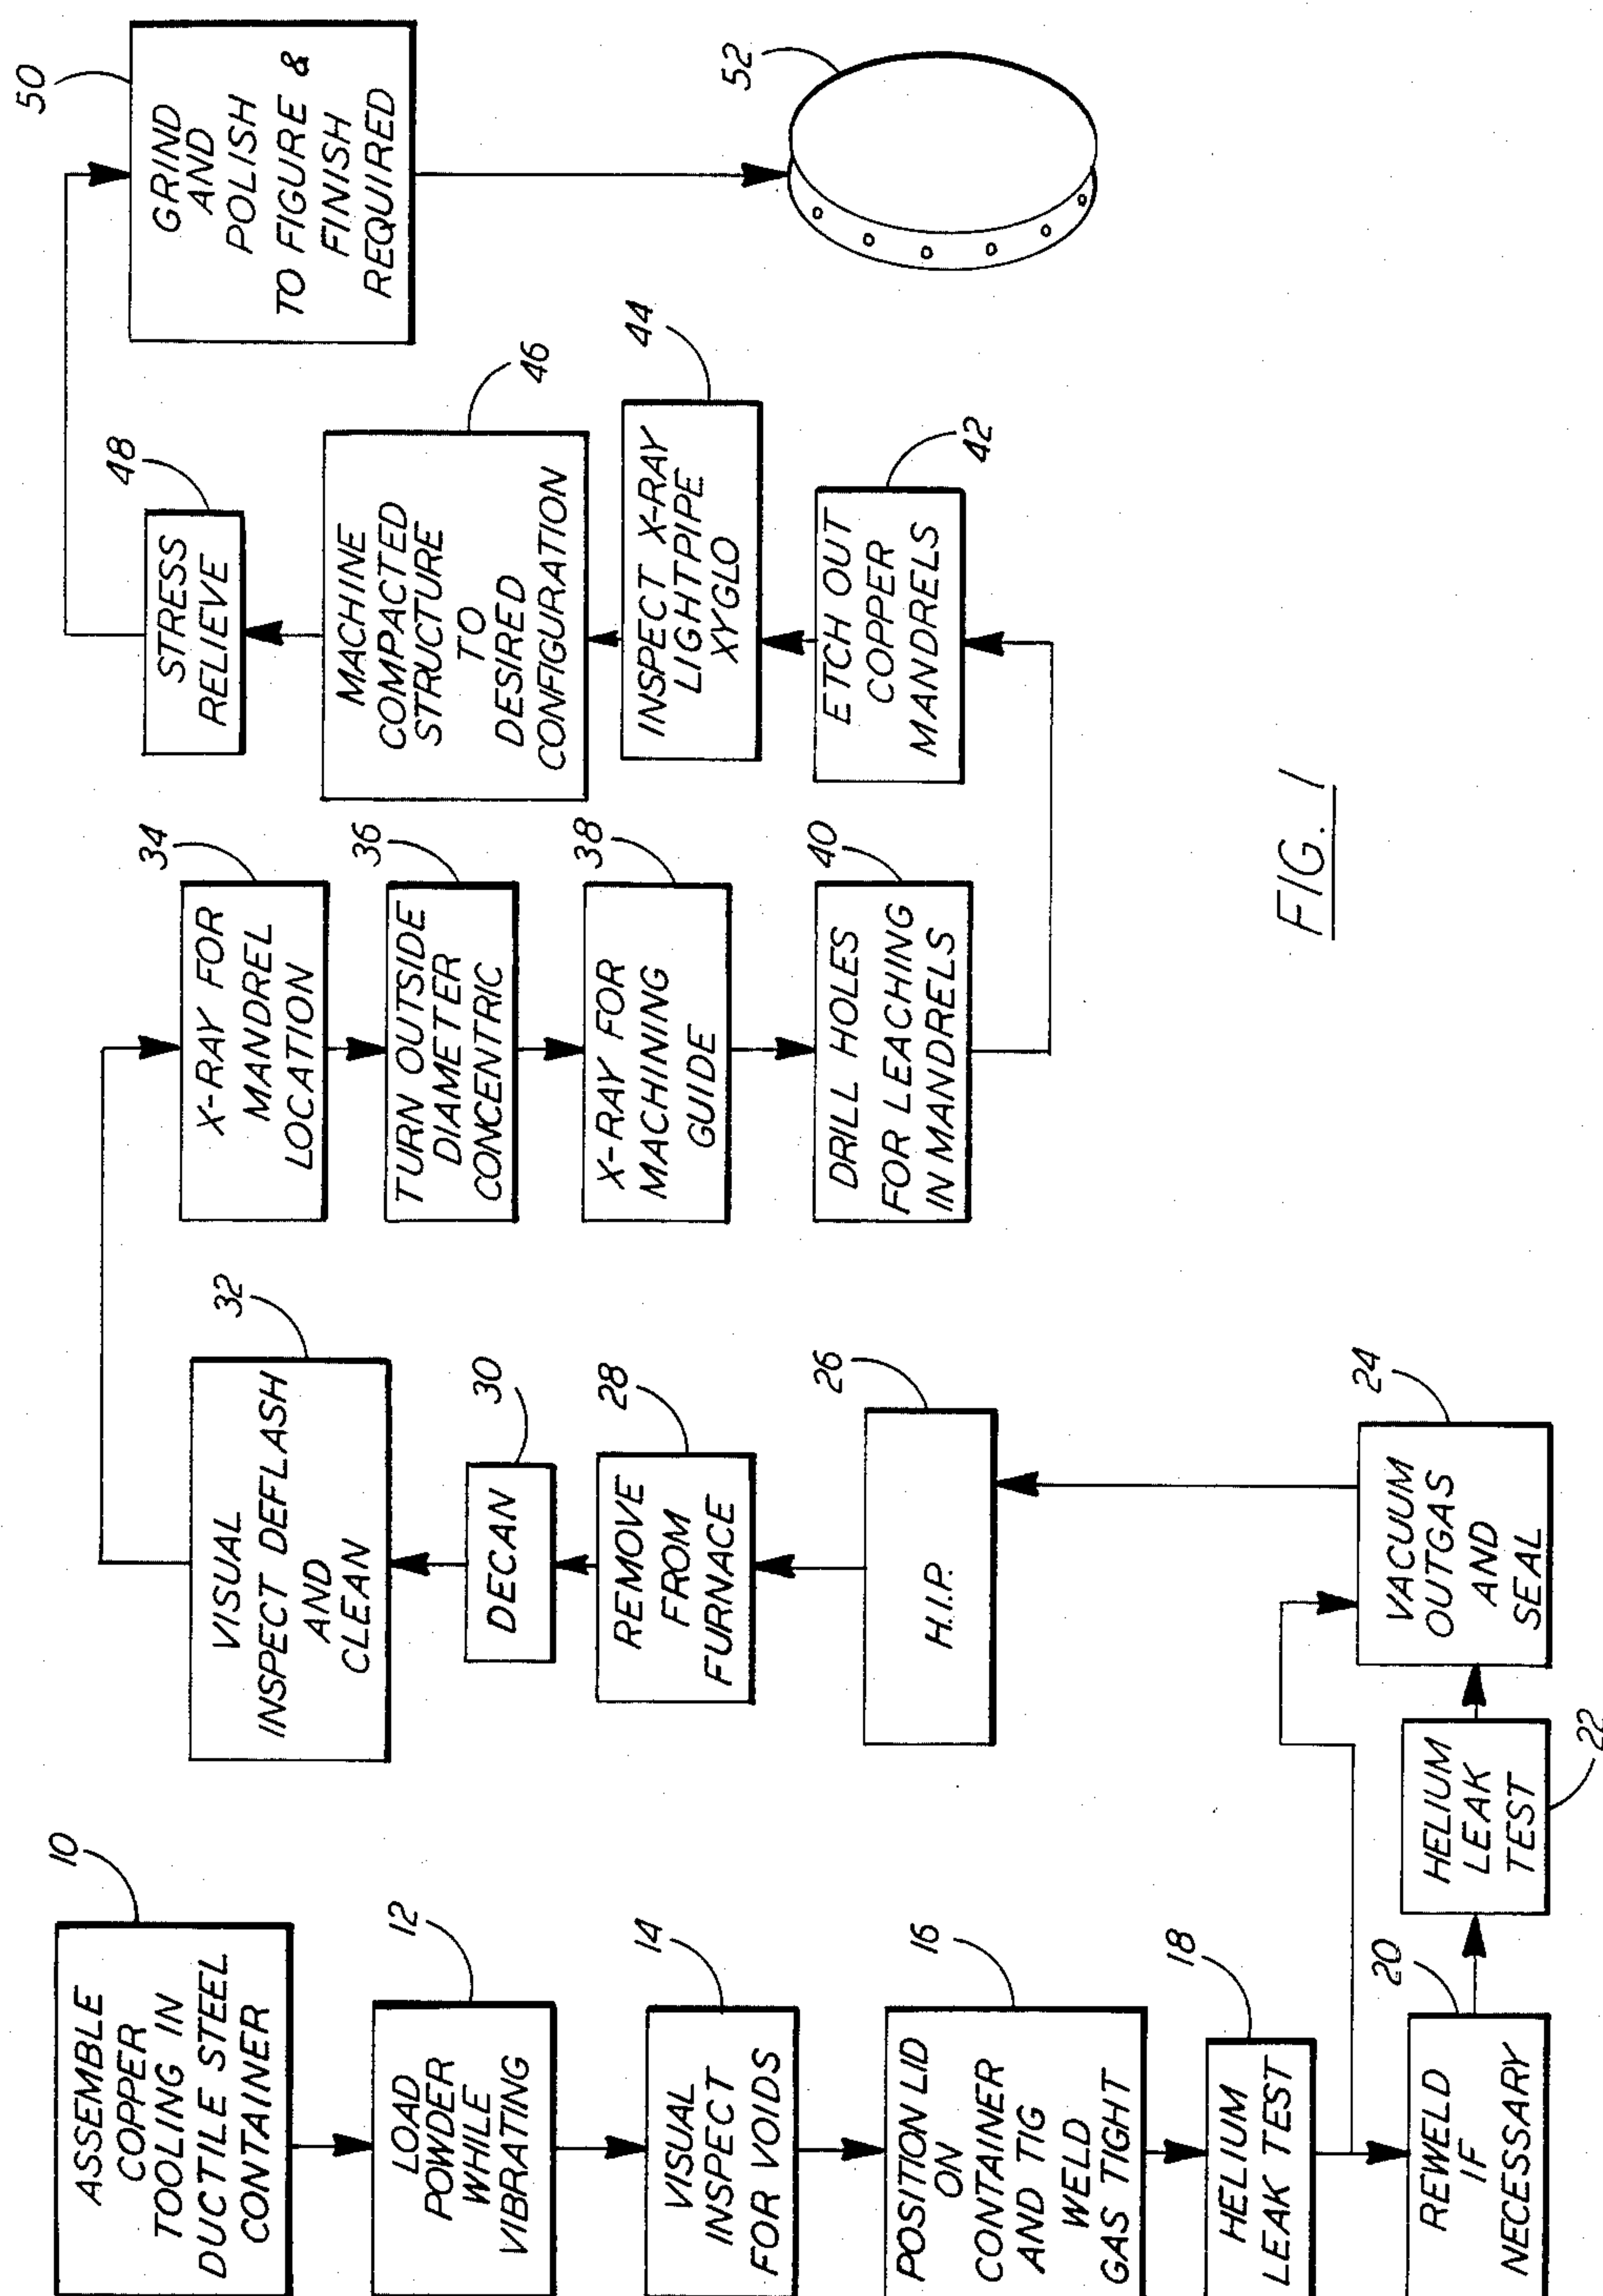 10
ASSEMBLE
COPPER
TOOLING IN
DUCTILE STEEL
CONTAINER
12
LOAD
POWDER
WHILE
VIBRATING
14
VISUAL
INSPECT
FOR VOIDS
16
POSITION LID
ON
CONTAINER
AND TIG
WELD
GAS TIGHT
18
HELIUM
LEAK TEST
20
REWELD
IF
NECESSARY
22
HELIUM
LEAK
TEST
24
VACUUM
OUTGAS
AND
SEAL
26
H.I.P.
28
REMOVE
FROM
FURNACE
30
DECAN
32
VISUAL
INSPECT DEFLASH
AND
CLEAN
34
X-RAY FOR
MANDREL
LOCATION
36
TURN OUTSIDE
DIAMETER
CONCENTRIC
38
X-RAY FOR
MACHINING
GUIDE
40
DRILL HOLES
FOR LEACHING
IN MANDRELS
42
ETCH OUT
COPPER
MANDRELS
44
INSPECT X-RAY
LIGHTPIPE
XYGLO
46
MACHINE
COMPACTED
STRUCTURE
TO
DESIRED
CONFIGURATION
48
STRESS
RELIEVE
50
GRIND
AND
POLISH
TO FIGURE &
FINISH
REQUIRED
52
FIG. 1